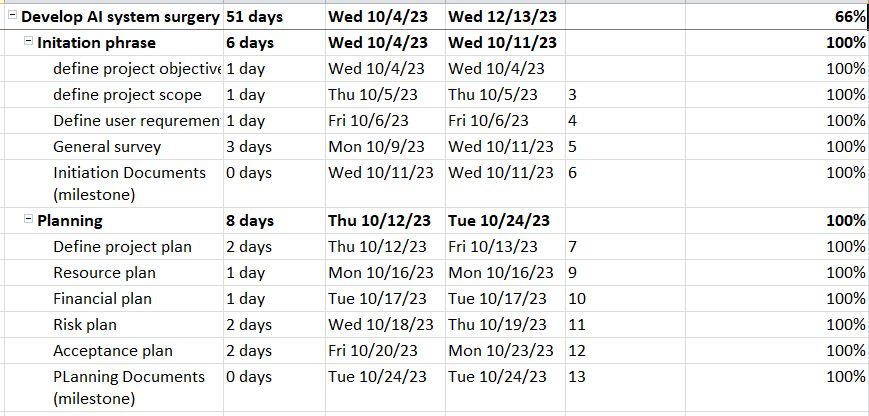 Develop AI system surgery 51 days Wed 10/4/23 Wed 12/13/23 66%
Initation phrase 6 days Wed 10/4/23 Wed 10/11/23 100%
define project objective 1 day Wed 10/4/23 Wed 10/4/23 100%
define project scope 1 day Thu 10/5/23 Thu 10/5/23 3 100%
Define user requremen 1 day Fri 10/6/23 Fri 10/6/23 4 100%
General survey 3 days Mon 10/9/23 Wed 10/11/23 5 100%
Initiation Documents 0 days Wed 10/11/23 Wed 10/11/23 6 100%
(milestone)
Planning 8 days Thu 10/12/23 Tue 10/24/23 100%
Define project plan 2 days Thu 10/12/23 Fri 10/13/23 7 100%
Resource plan 1 day Mon 10/16/23 Mon 10/16/23 9 100%
Financial plan 1 day Tue 10/17/23 Tue 10/17/23 10 100%
Risk plan 2 days Wed 10/18/23 Thu 10/19/23 11 100%
Acceptance plan 2 days Fri 10/20/23 Mon 10/23/23 12 100%
PLanning Documents 0 days Tue 10/24/23 Tue 10/24/23 13 100%
(milestone)